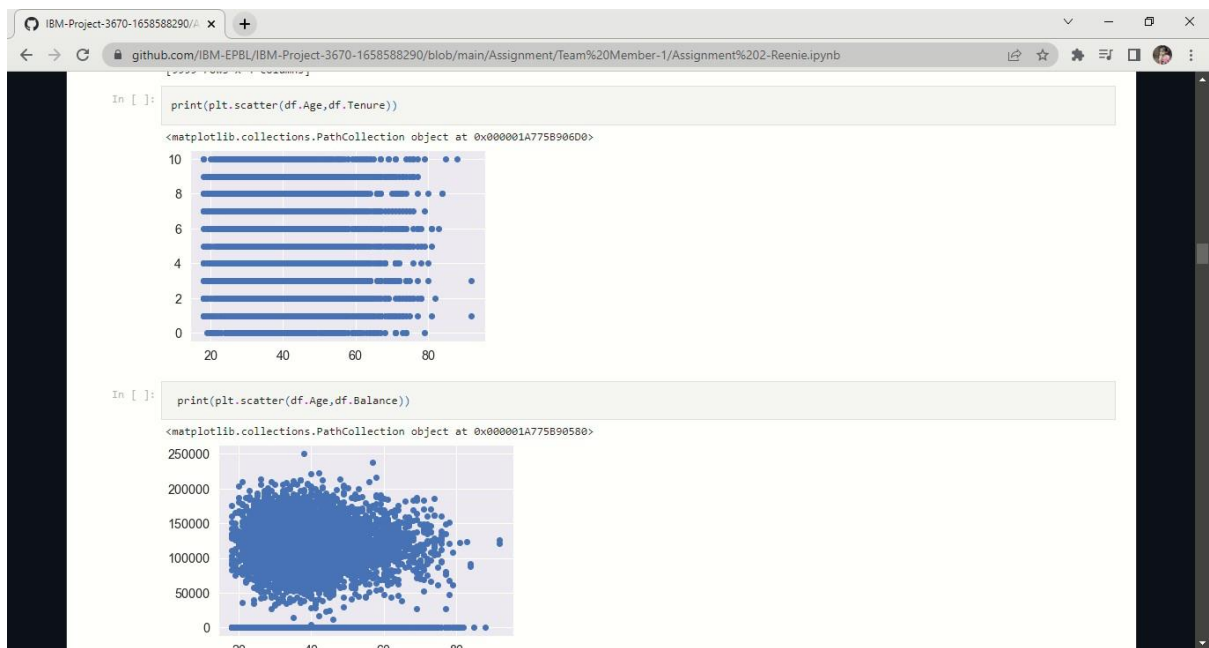 IBM-Project-3670-1658588290/A
github.com/IBM-EPBL/IBM-Project-3670-1658588290/blob/main/Assignment/Team%20Member-1/Assignment%202-Reenie.ipynb
In [ ]:
print(plt.scatter(df.Age,df.Tenure))
<matplotlib.collections.PathCollection object at 0x000001A775B906D0>
10
8
6
4
2
0
20 40 60 80
In [ ]:
print(plt.scatter(df.Age,df.Balance))
<matplotlib.collections.PathCollection object at 0x000001A775B90580>
250000
200000
150000
100000
50000
0